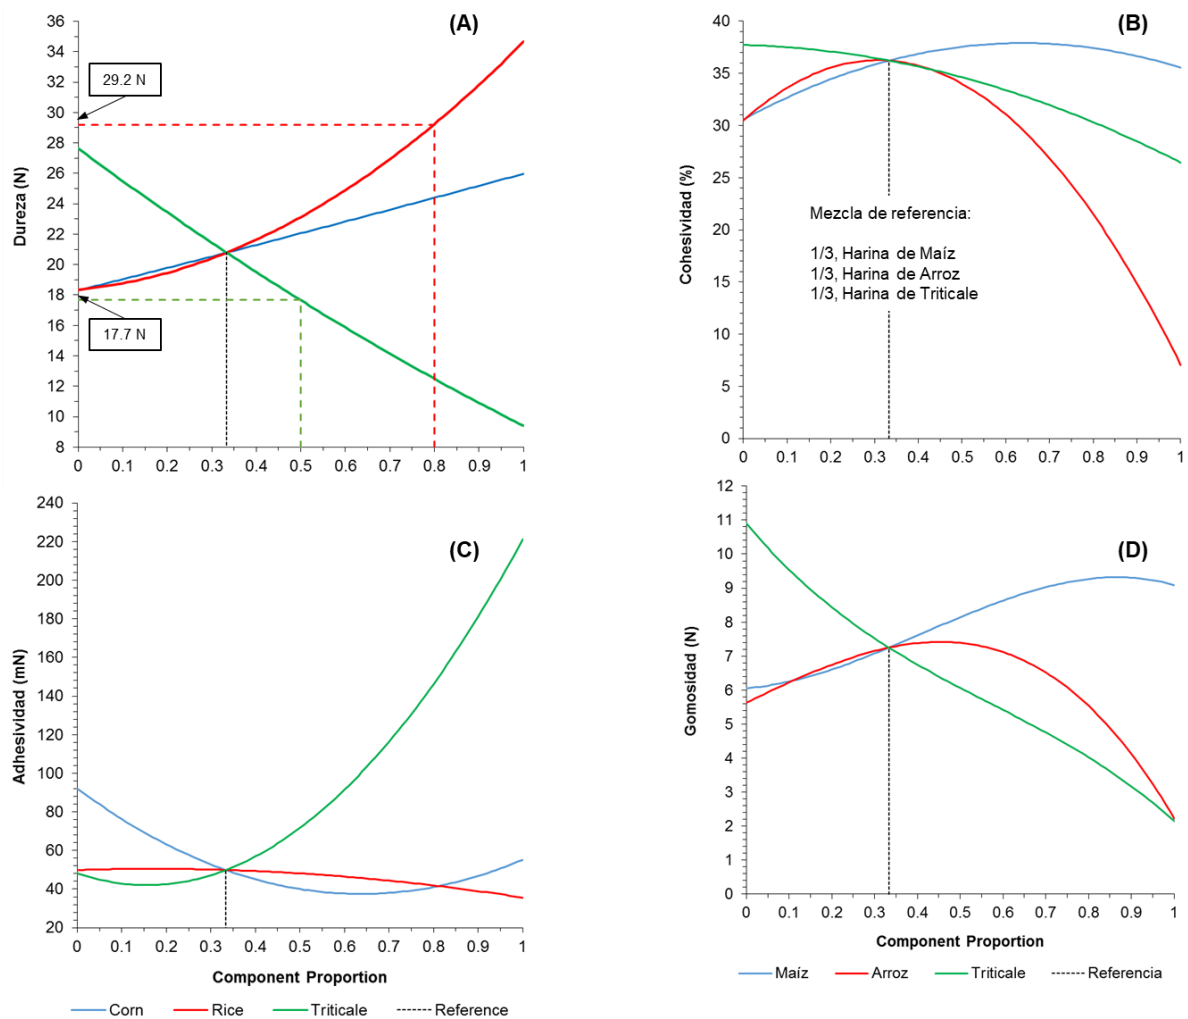 (A)
36
34
32
30
28
26
24
22
20
18
16
14
12
10
8
Dureza (N)
29.2 N
17.7 N
0 0.1 0.2 0.3 0.4 0.5 0.6 0.7 0.8 0.9 1
(B)
40
35
30
25
20
15
10
5
0
Cohesividad (%)
Mezcla de referencia:
1/3, Harina de Maíz
1/3, Harina de Arroz
1/3, Harina de Triticale
0 0.1 0.2 0.3 0.4 0.5 0.6 0.7 0.8 0.9 1
(C)
240
220
200
180
160
140
120
100
80
60
40
20
Adhesividad (mN)
0 0.1 0.2 0.3 0.4 0.5 0.6 0.7 0.8 0.9 1
Component Proportion
Corn Rice Triticale Reference
(D)
12
11
10
9
8
7
6
5
4
3
2
1
0
Gomosidad (N)
0 0.1 0.2 0.3 0.4 0.5 0.6 0.7 0.8 0.9 1
Component Proportion
Maíz Arroz Triticale Referencia